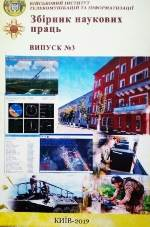 ВІЙСЬКОВИЙ ІНСТИТУТ
ТЕЛЕКОМУНІКАЦІЙ ТА ІНФОРМАТИЗАЦІЇ
Збірник наукових
праць
ВИПУСК №3
КИЇВ-2019